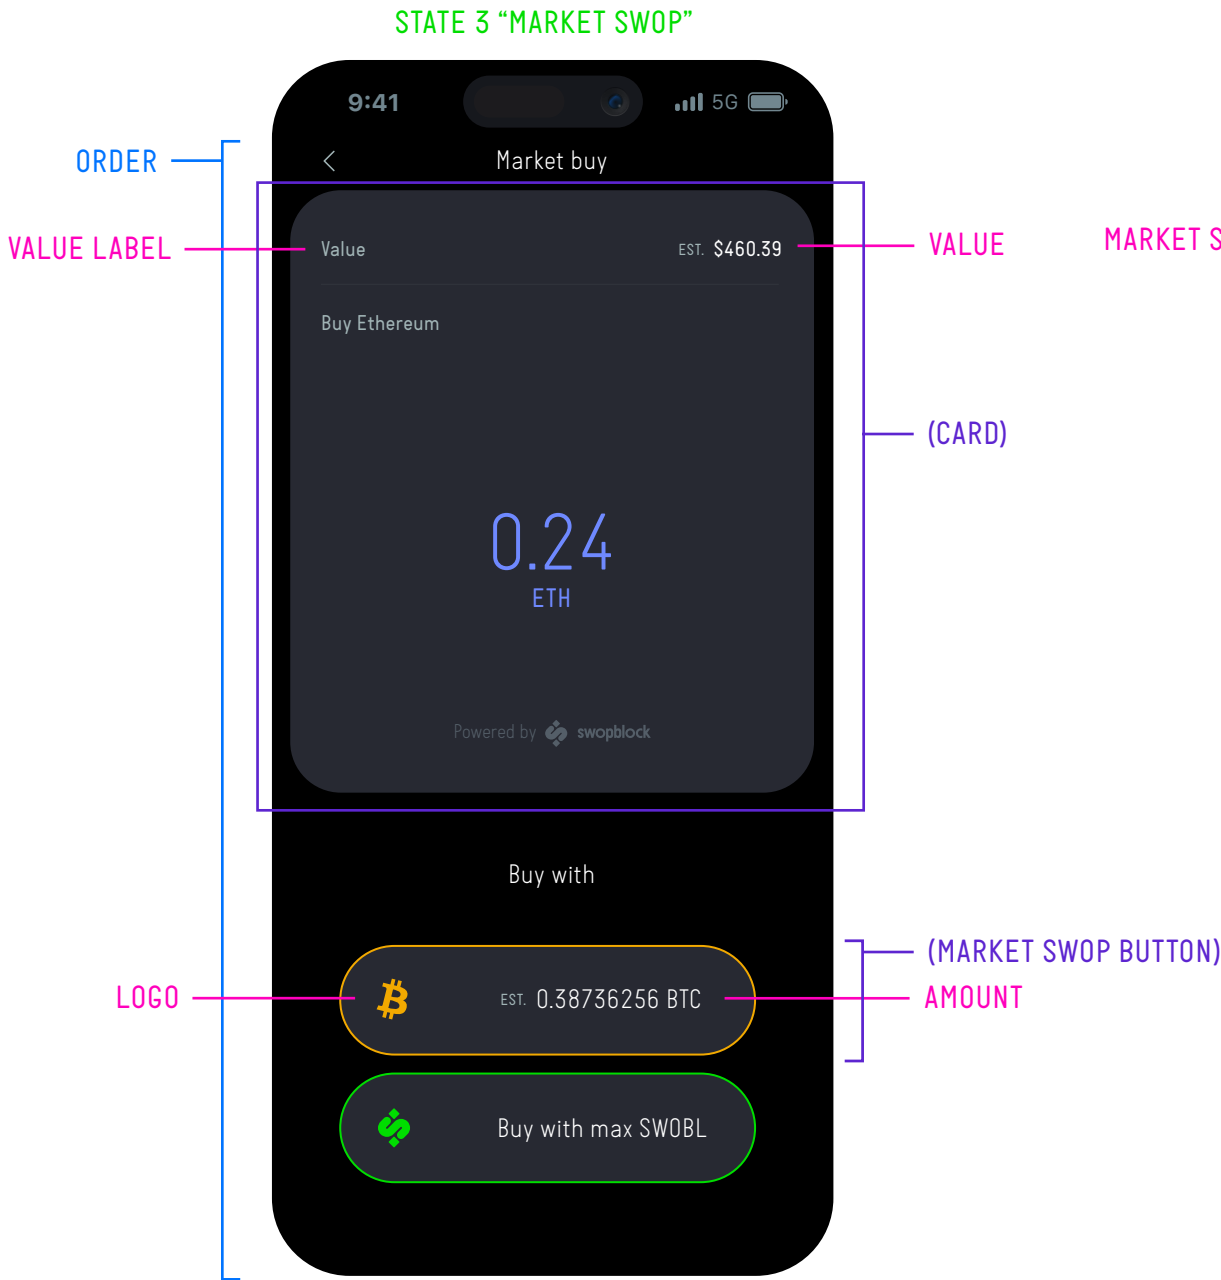 STATE 3 “MARKET SWOP”
9:41
5G
ORDER
Market buy
VALUE LABEL
Value
EST. $460.39
VALUE
MARKET S
Buy Ethereum
(CARD)
0.24
ETH
Powered by swopblock
Buy with
(MARKET SWOP BUTTON)
LOGO
EST. 0.38736256 BTC
AMOUNT
Buy with max SWOBL